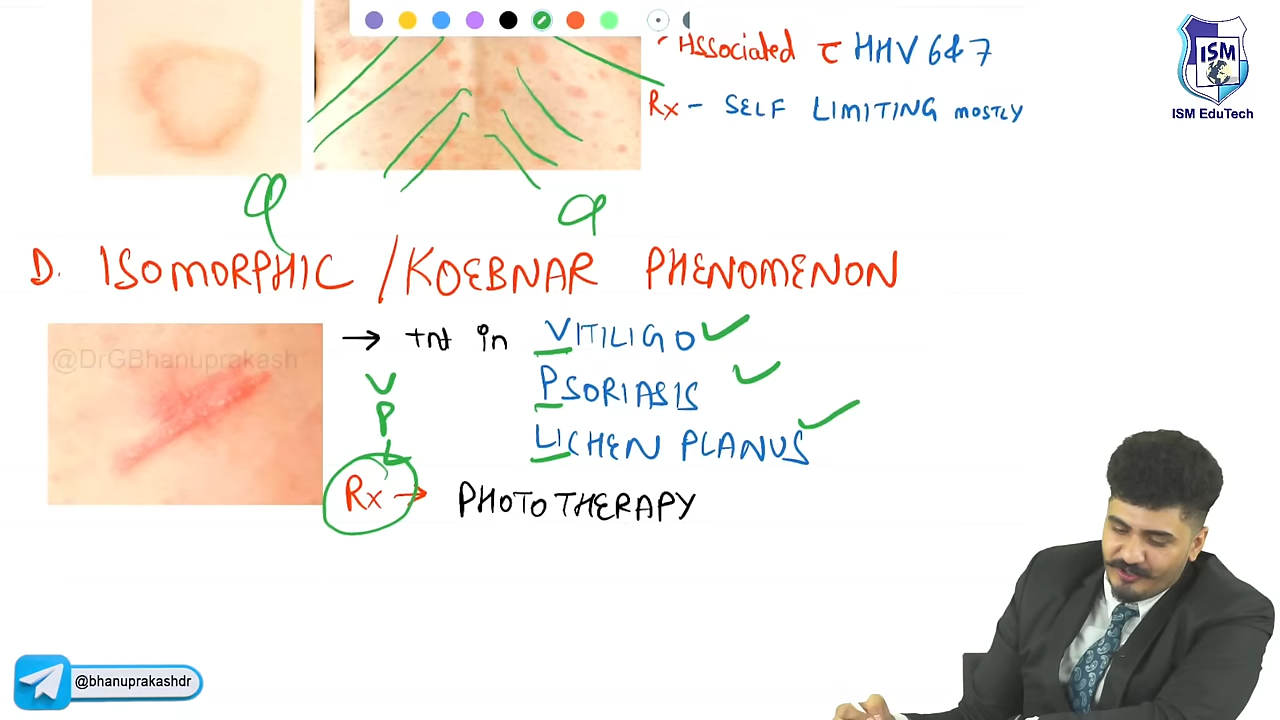 • Associated c HHV 6 & 7
Rx - SELF LIMITING MOSTLY
ISM
ISM EduTech
D. ISOMORPHIC / KOEBNAR PHENOMENON
@DrGBhanuprakash
→ +nt in VITILIGO ✓
PSORIASIS ✓
LICHEN PLANUS ✓
V
P
L
Rx → PHOTOTHERAPY
@bhanuprakashdr